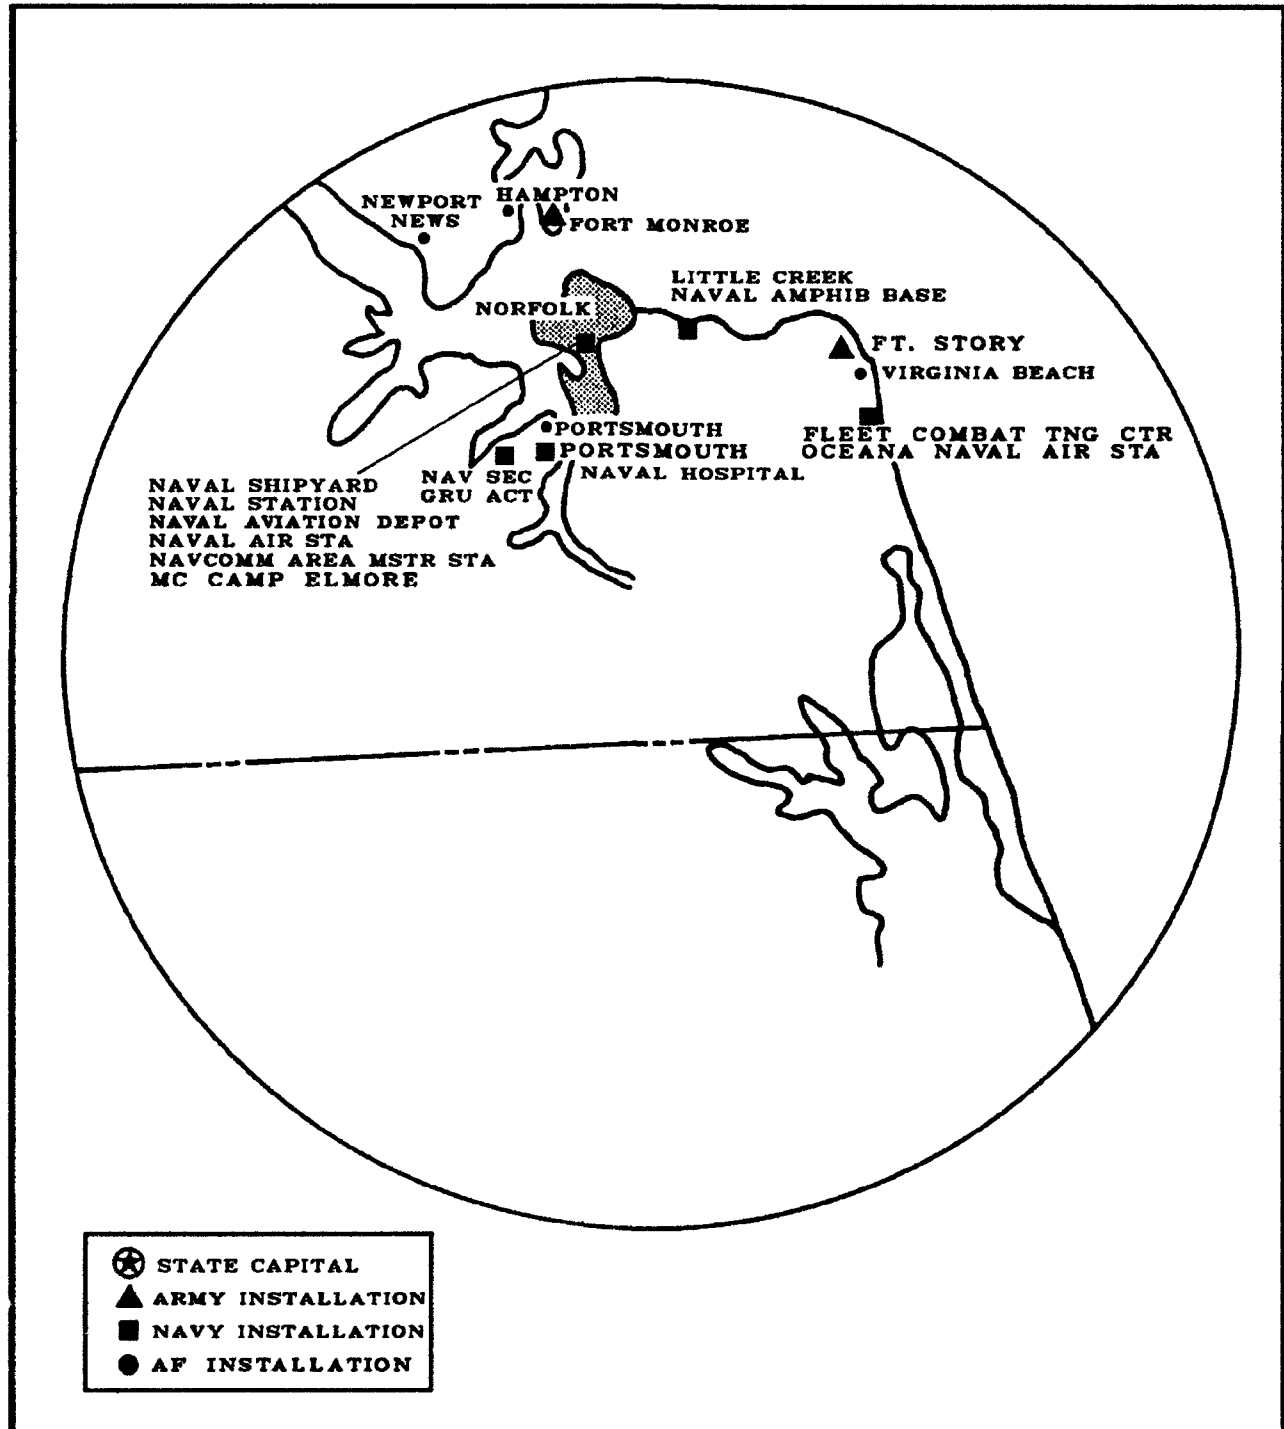 HAMPTON
NEWPORT
NEWS
FORT MONROE
LITTLE CREEK
NAVAL AMPHIB BASE
NORFOLK
FT. STORY
VIRGINIA BEACH
PORTSMOUTH
FLEET COMBAT TNG CTR
OCEANA NAVAL AIR STA
PORTSMOUTH
NAVAL HOSPITAL
NAV SEC
GRU ACT
NAVAL SHIPYARD
NAVAL STATION
NAVAL AVIATION DEPOT
NAVAL AIR STA
NAVCOMM AREA MSTR STA
MC CAMP ELMORE
STATE CAPITAL
ARMY INSTALLATION
NAVY INSTALLATION
AF INSTALLATION